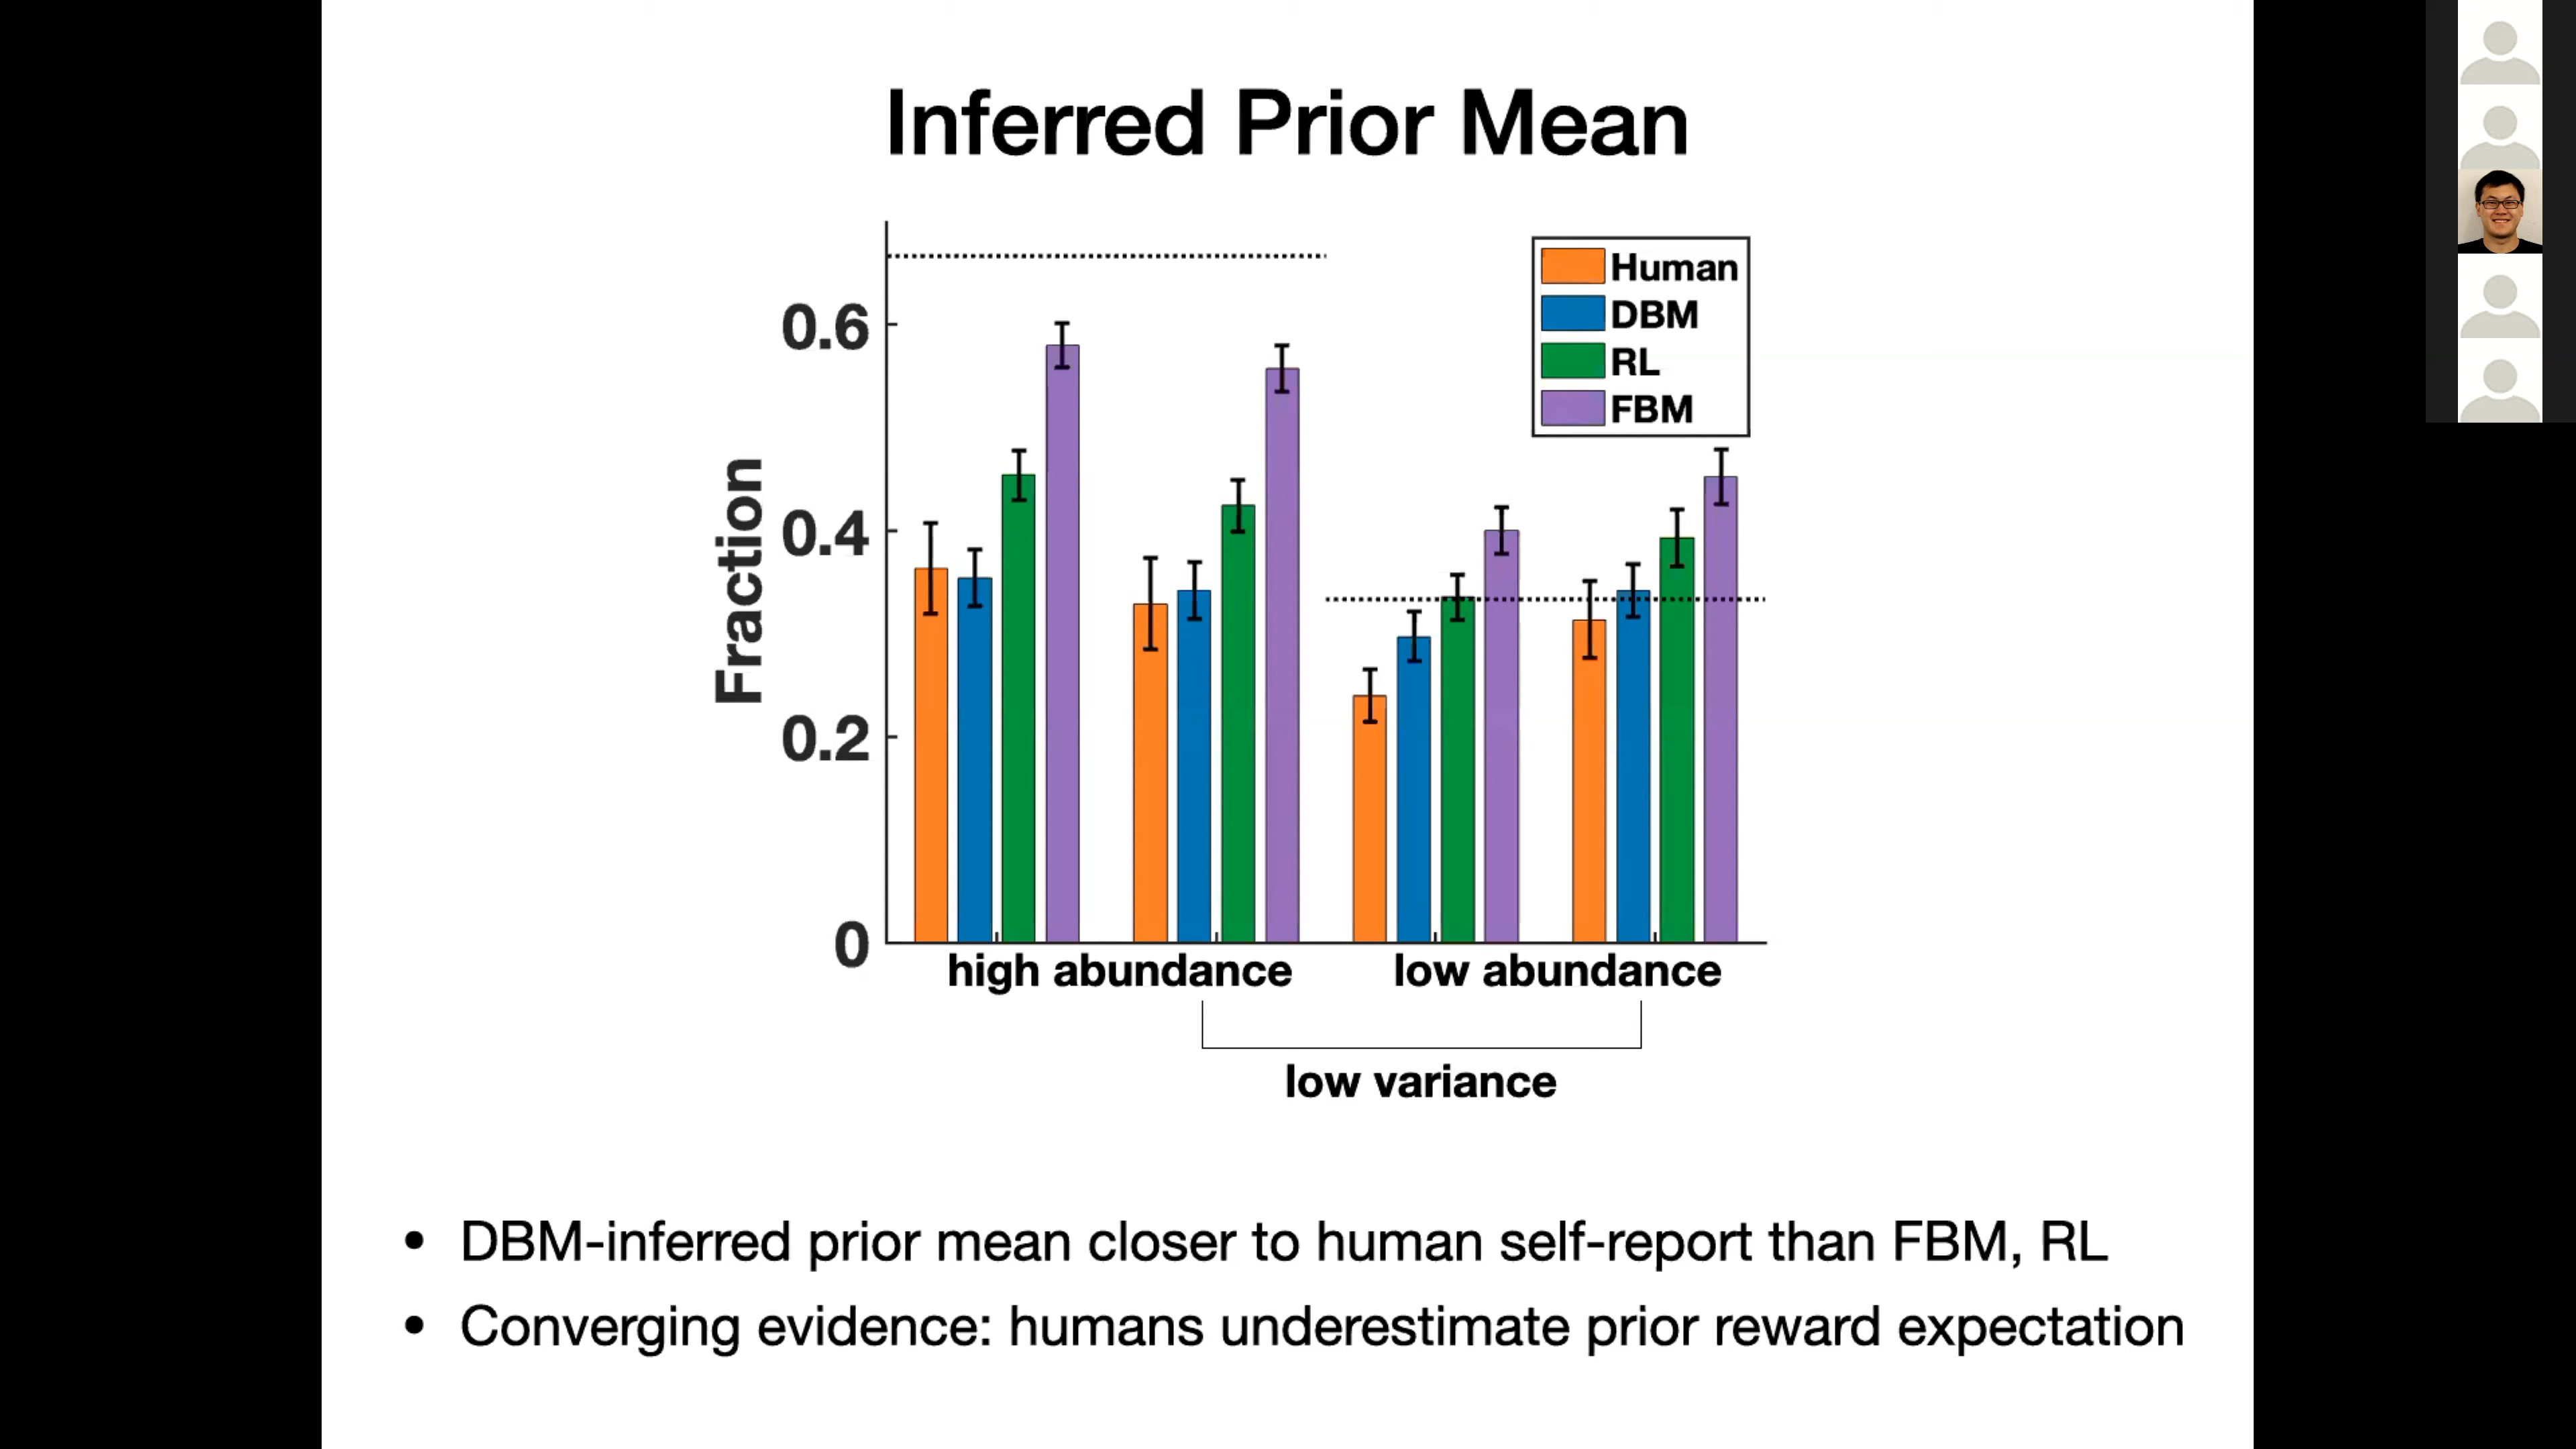 Inferred Prior Mean
Human
DBM
RL
FBM
Fraction
0.6
0.4
0.2
0
high abundance
low abundance
low variance
• DBM-inferred prior mean closer to human self-report than FBM, RL
• Converging evidence: humans underestimate prior reward expectation